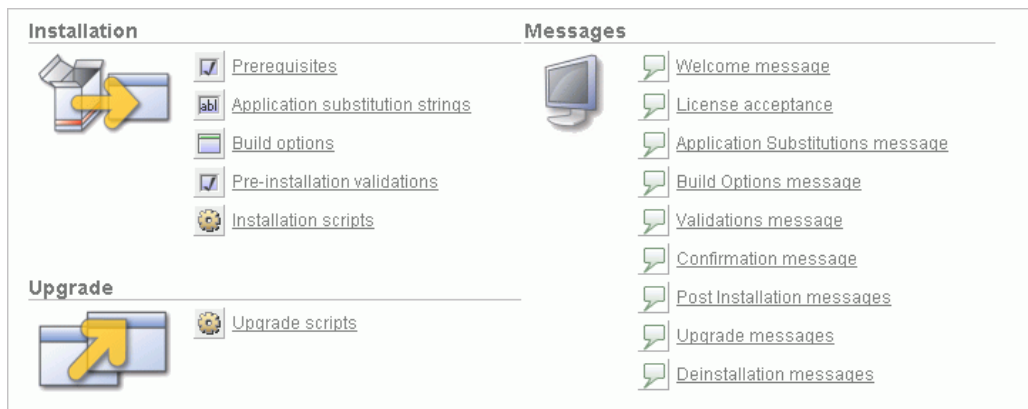 Installation
Prerequisites
abl Application substitution strings
Build options
Pre-installation validations
Installation scripts
Upgrade
Upgrade scripts
Messages
Welcome message
License acceptance
Application Substitutions message
Build Options message
Validations message
Confirmation message
Post Installation messages
Upgrade messages
Deinstallation messages